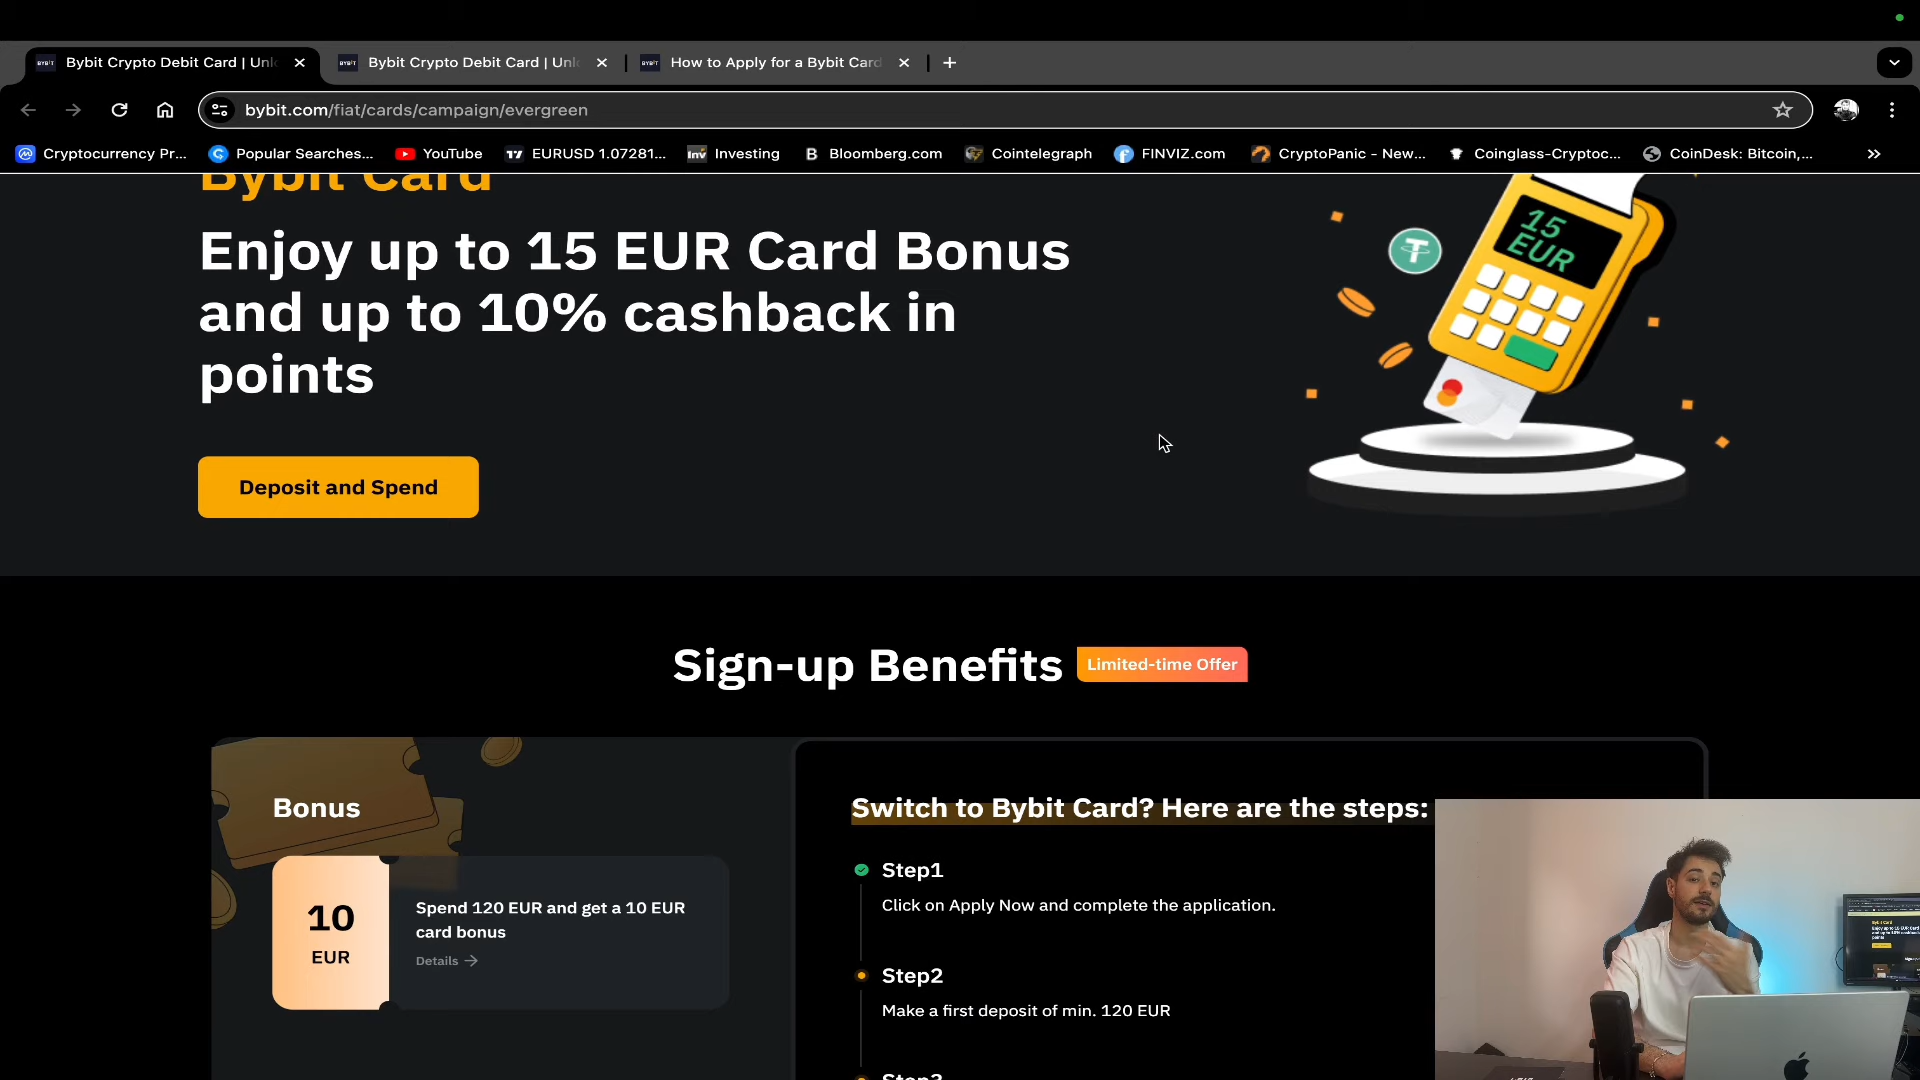 Bybit Crypto Debit Card | Unl
Bybit Crypto Debit Card | Unl
How to Apply for a Bybit Card
bybit.com/fiat/cards/campaign/evergreen
Cryptocurrency Pr...
Popular Searches...
YouTube
EURUSD 1.07281...
Inv
Investing
B
Bloomberg.com
Cointelegraph
FINVIZ.com
CryptoPanic - New...
Coinglass-Cryptoc...
CoinDesk: Bitcoin,...
Bybit Card
Enjoy up to 15 EUR Card Bonus
and up to 10% cashback in
points
15
EUR
Deposit and Spend
Sign-up Benefits
Limited-time Offer
Bonus
10
EUR
Spend 120 EUR and get a 10 EUR
card bonus
Details
Switch to Bybit Card? Here are the steps:
Step1
Click on Apply Now and complete the application.
Step2
Make a first deposit of min. 120 EUR
Step3